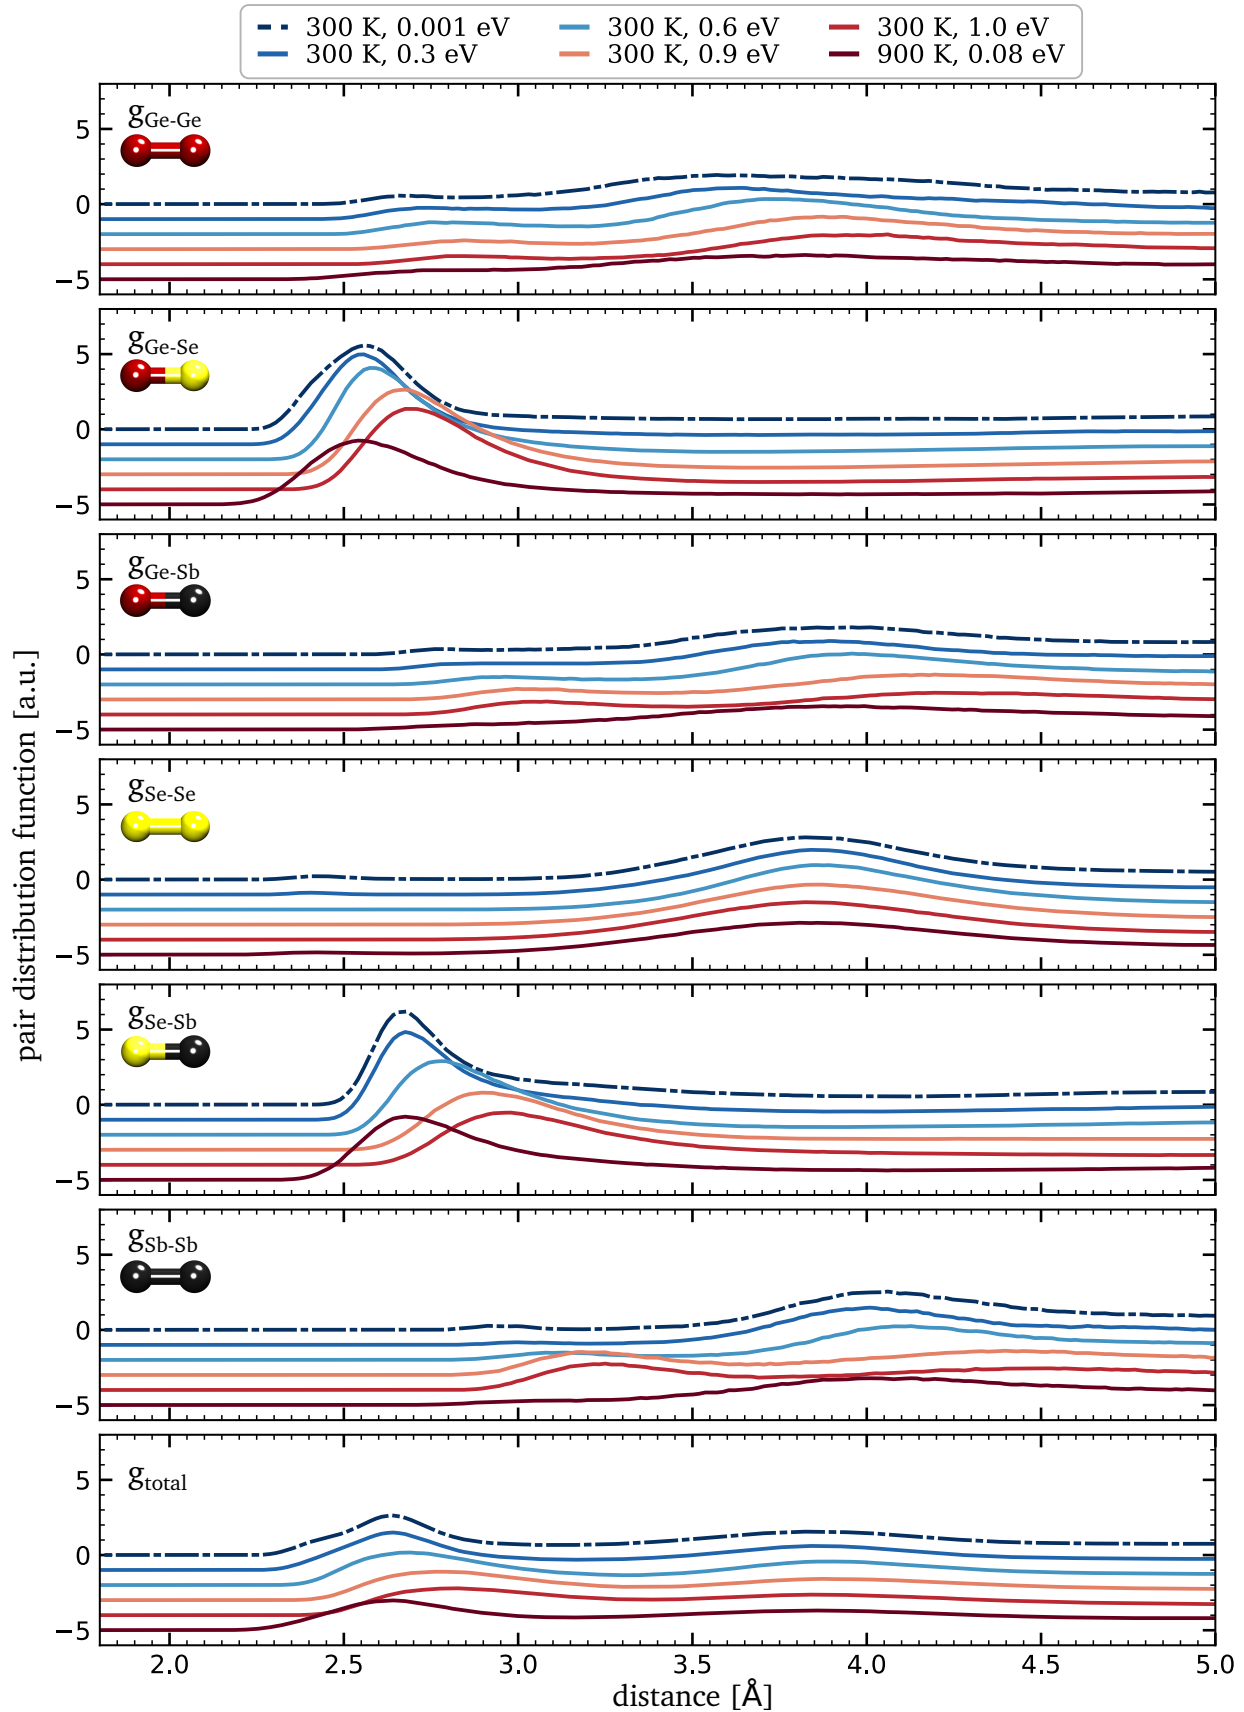 300 K, 0.001 eV 300 K, 0.6 eV 300 K, 1.0 eV
300 K, 0.3 eV 300 K, 0.9 eV 900 K, 0.08 eV
gGe-Ge
5
0
−5
gGe-Se
5
0
−5
gGe-Sb
5
0
−5
gSe-Se
5
0
−5
gSe-Sb
5
0
−5
gSb-Sb
5
0
−5
gtotal
5
0
−5
pair distribution function [a.u.]
2.0 2.5 3.0 3.5 4.0 4.5 5.0
distance [Å]